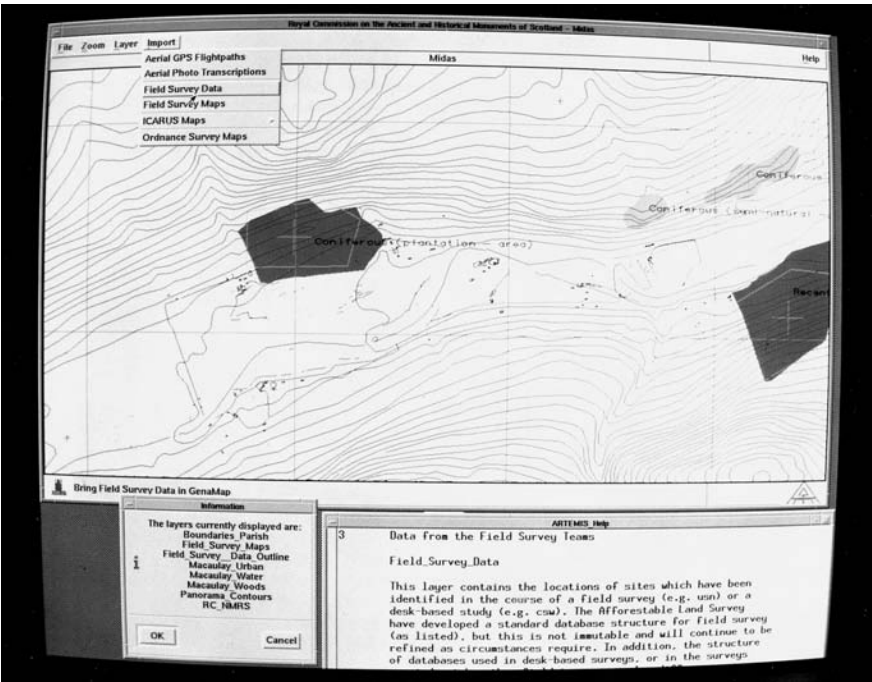 Royal Commission on the Ancient and Historical Monuments of Scotland - Midas
File Zoom Layer Import
Midas
Help
Aerial GPS Flightpaths
Aerial Photo Transcriptions
Field Survey Data
Field Survey Maps
ICARUS Maps
Ordnance Survey Maps
Coniferous
Coniferous (semi-natural
Coniferous (plantation - area)
Recent
Bring Field Survey Data in GenaMap
Information
The layers currently displayed are:
Boundaries_Parish
Field_Survey_Maps
Field_Survey__Data_Outline
Macaulay_Urban
Macaulay_Water
Macaulay_Woods
Panorama_Contours
RC_NMRS
i
OK
Cancel
ARTEMIS_Help
3 Data from the Field Survey Teams
Field_Survey_Data
This layer contains the locations of sites which have been
identified in the course of a field survey (e.g. usn) or a
desk-based study (e.g. csw). The Afforestable Land Survey
have developed a standard database structure for field survey
(as listed), but this is not immutable and will continue to be
refined as circumstances require. In addition, the structure
of databases used in desk-based surveys, or in the surveys